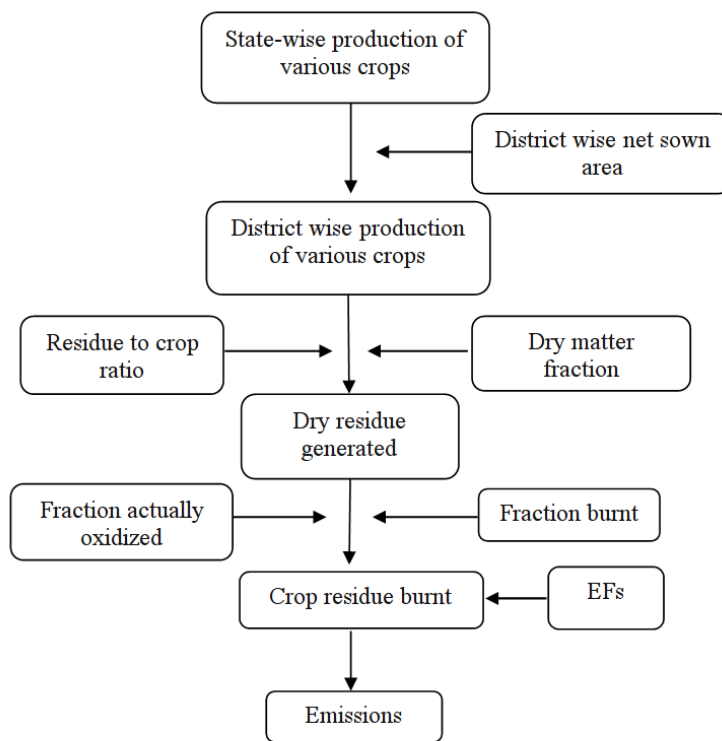 State-wise production of
various crops
District wise net sown
area
District wise production
of various crops
Residue to crop
ratio
Dry matter
fraction
Dry residue
generated
Fraction actually
oxidized
Fraction burnt
Crop residue burnt
EFs
Emissions